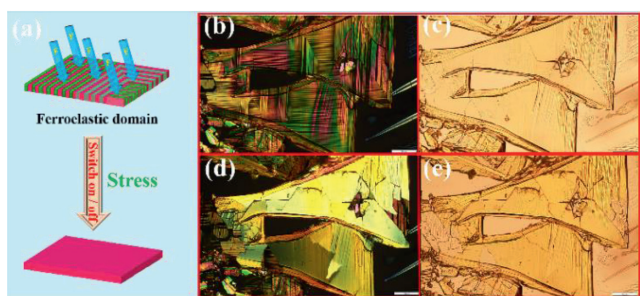 (a)
Ferroelastic domain
Switch on / off
Stress
(b)
(c)
(d)
(e)